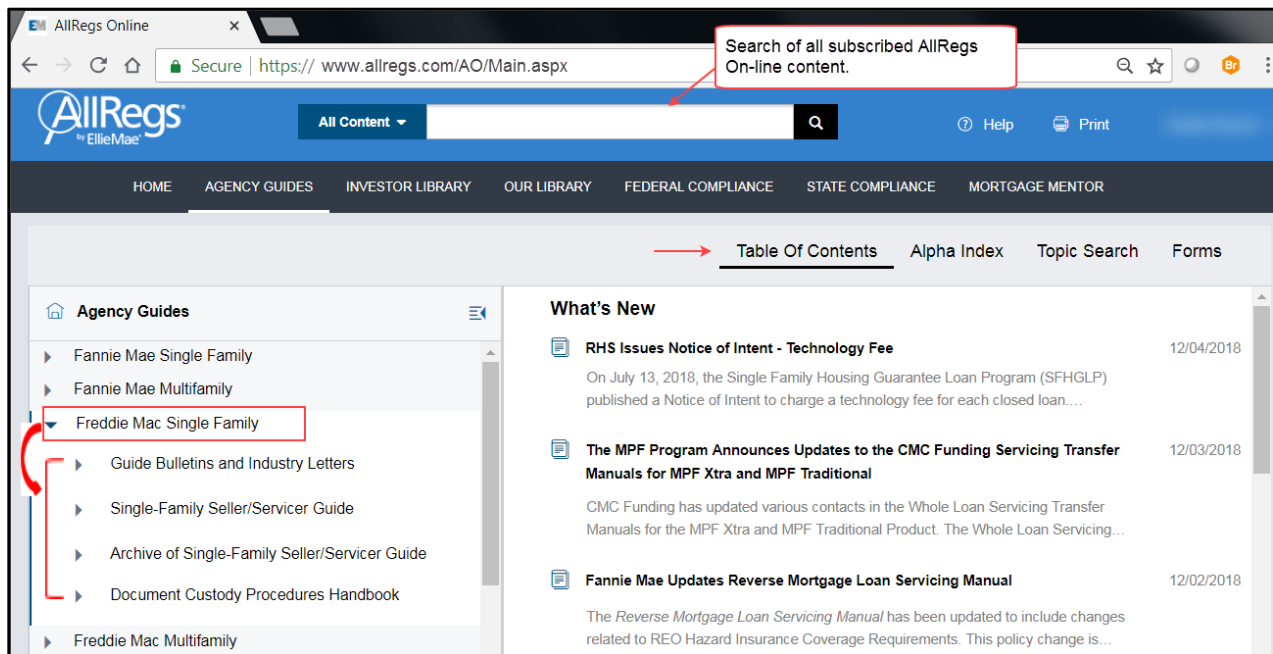 EM AllRegs Online ×
Search of all subscribed AllRegs
On-line content.
Secure | https:// www.allregs.com/AO/Main.aspx
Br
AllRegs®
by EllieMae®
All Content
Help
Print
HOME AGENCY GUIDES INVESTOR LIBRARY OUR LIBRARY FEDERAL COMPLIANCE STATE COMPLIANCE MORTGAGE MENTOR
Table Of Contents Alpha Index Topic Search Forms
Agency Guides
Fannie Mae Single Family
Fannie Mae Multifamily
Freddie Mac Single Family
Guide Bulletins and Industry Letters
Single-Family Seller/Servicer Guide
Archive of Single-Family Seller/Servicer Guide
Document Custody Procedures Handbook
Freddie Mac Multifamily
What's New
RHS Issues Notice of Intent - Technology Fee 12/04/2018
On July 13, 2018, the Single Family Housing Guarantee Loan Program (SFHGLP)
published a Notice of Intent to charge a technology fee for each closed loan....
The MPF Program Announces Updates to the CMC Funding Servicing Transfer 12/03/2018
Manuals for MPF Xtra and MPF Traditional
CMC Funding has updated various contacts in the Whole Loan Servicing Transfer
Manuals for the MPF Xtra and MPF Traditional Product. The Whole Loan Servicing...
Fannie Mae Updates Reverse Mortgage Loan Servicing Manual 12/02/2018
The Reverse Mortgage Loan Servicing Manual has been updated to include changes
related to REO Hazard Insurance Coverage Requirements. This policy change is...